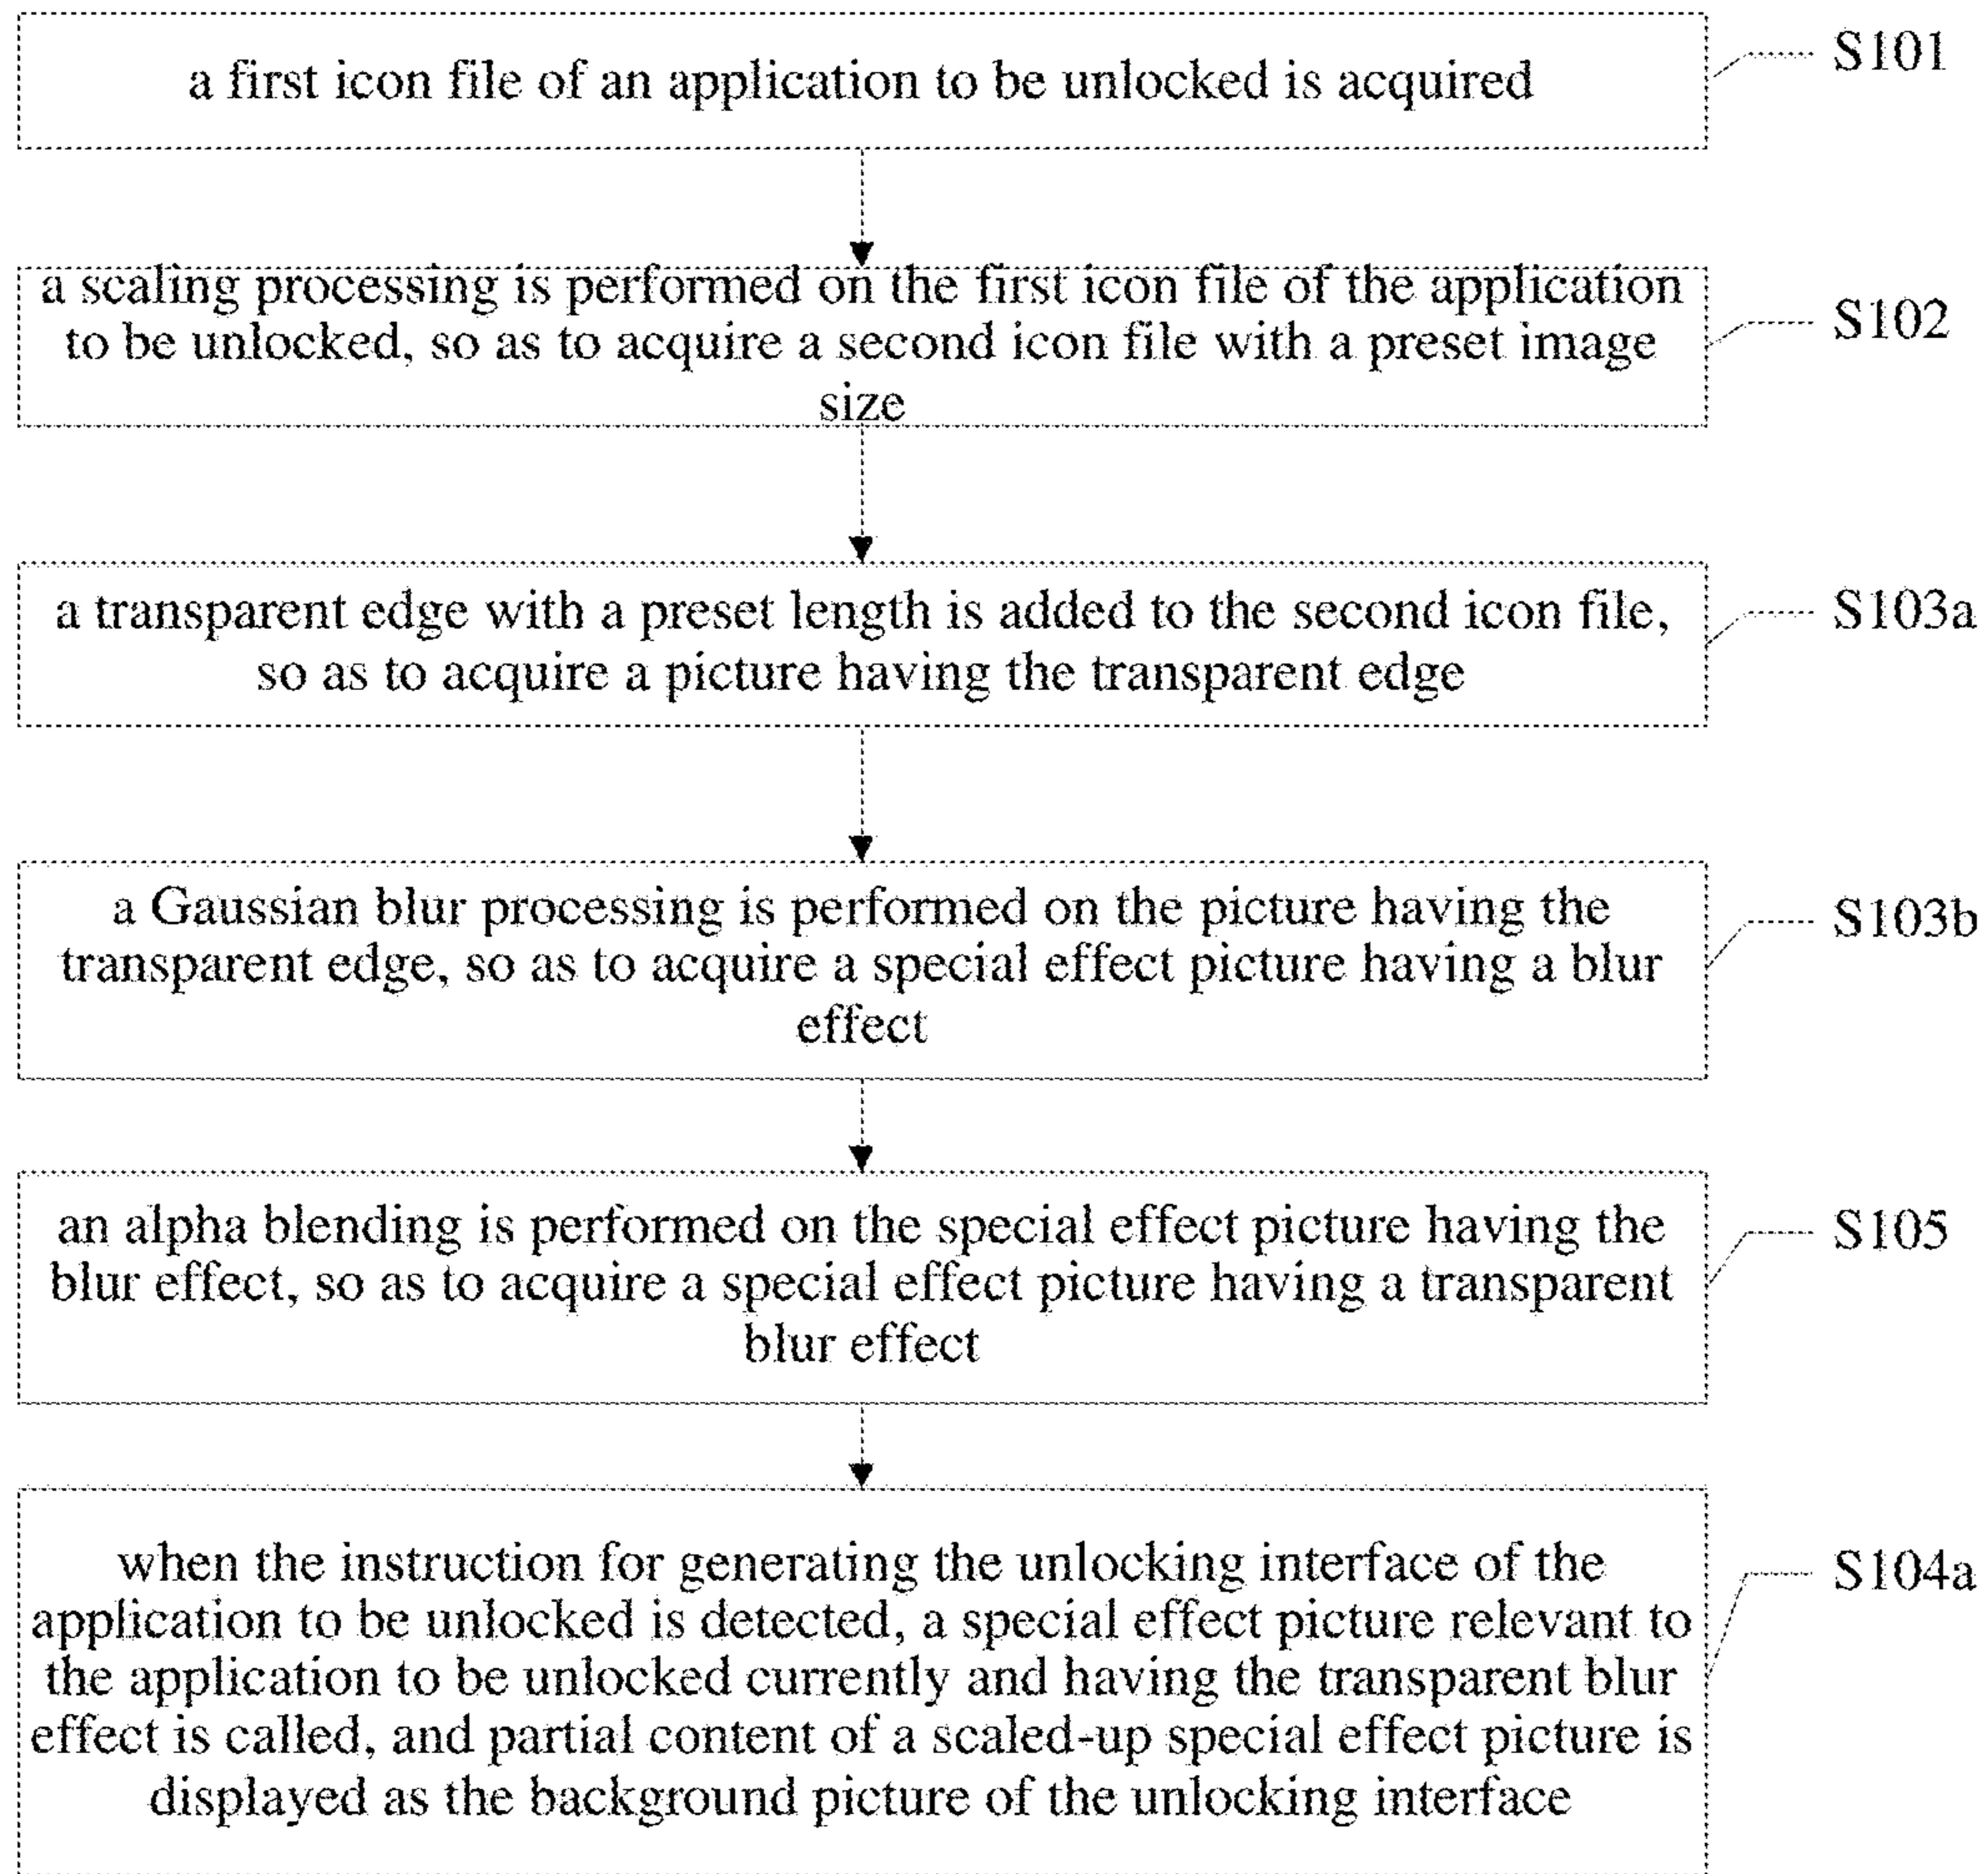 a first icon file of an application to be unlocked is acquired
S101
a scaling processing is performed on the first icon file of the application
to be unlocked, so as to acquire a second icon file with a preset image
size
S102
a transparent edge with a preset length is added to the second icon file,
so as to acquire a picture having the transparent edge
S103a
a Gaussian blur processing is performed on the picture having the
transparent edge, so as to acquire a special effect picture having a blur
effect
S103b
an alpha blending is performed on the special effect picture having the
blur effect, so as to acquire a special effect picture having a transparent
blur effect
S105
when the instruction for generating the unlocking interface of the
application to be unlocked is detected, a special effect picture relevant to
the application to be unlocked currently and having the transparent blur
effect is called, and partial content of a scaled-up special effect picture is
displayed as the background picture of the unlocking interface
S104a